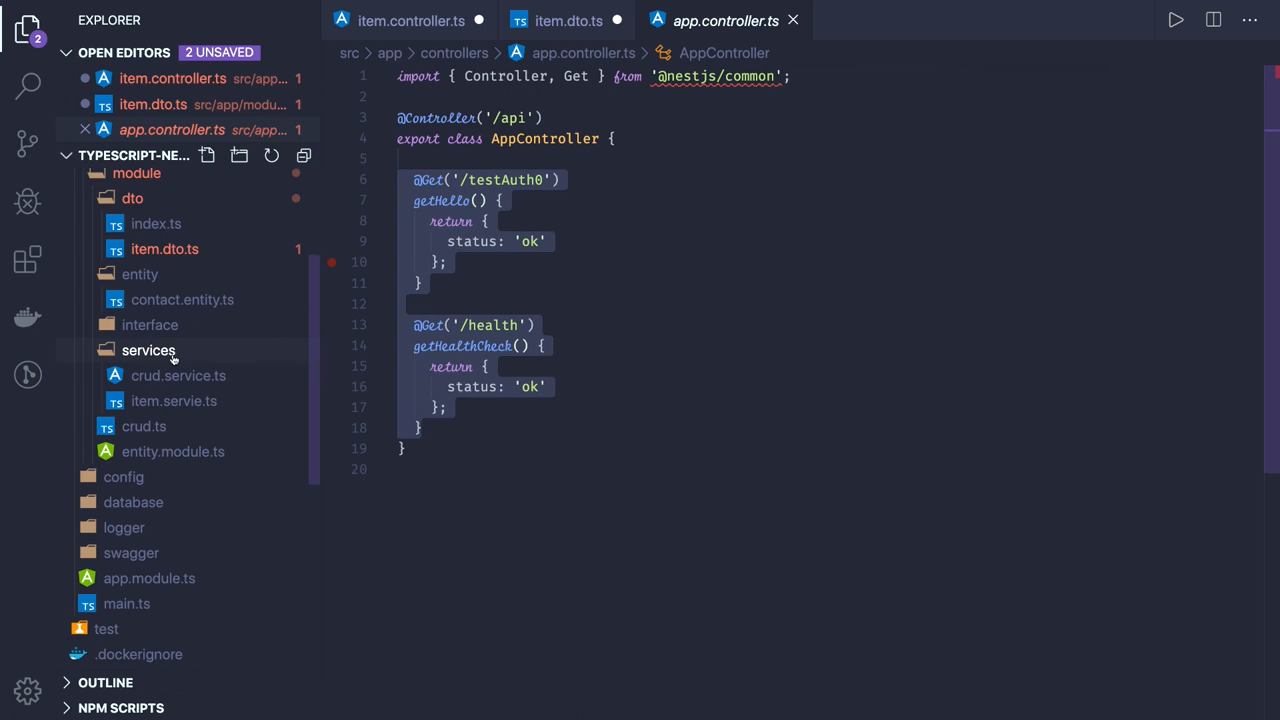 EXPLORER
item.controller.ts
item.dto.ts
app.controller.ts
2
OPEN EDITORS 2 UNSAVED
item.controller.ts src/app... 1
item.dto.ts src/app/modu... 1
app.controller.ts src/app... 1
TYPESCRIPT-NE...
module
dto
index.ts
item.dto.ts 1
entity
contact.entity.ts
interface
services
crud.service.ts
item.servie.ts
crud.ts
entity.module.ts
config
database
logger
swagger
app.module.ts
main.ts
test
.dockerignore
OUTLINE
NPM SCRIPTS
src > app > controllers > app.controller.ts > AppController
1 import { Controller, Get } from '@nestjs/common';
2
3 @Controller('/api')
4 export class AppController {
5
6 @Get('/testAuth0')
7 getHello() {
8 return {
9 status: 'ok'
10 };
11 }
12
13 @Get('/health')
14 getHealthCheck() {
15 return {
16 status: 'ok'
17 };
18 }
19 }
20